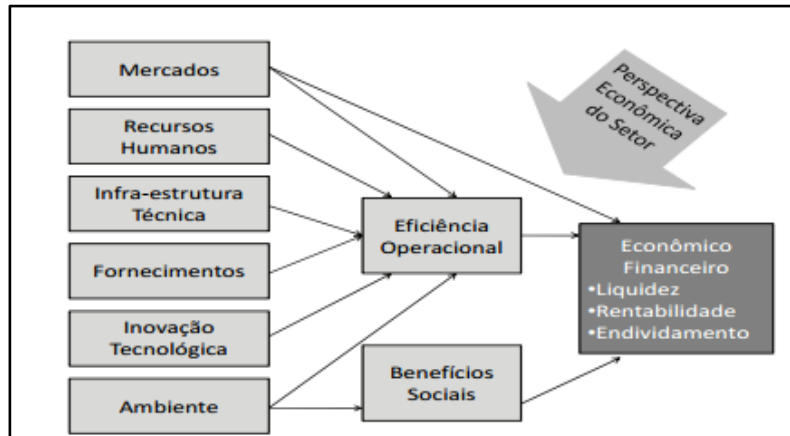 Mercados
Recursos
Humanos
Infra-estrutura
Técnica
Fornecimentos
Inovação
Tecnológica
Ambiente
Eficiência
Operacional
Benefícios
Sociais
Perspectiva
Econômica
do Setor
Econômico
Financeiro
•Liquidez
•Rentabilidade
•Endividamento